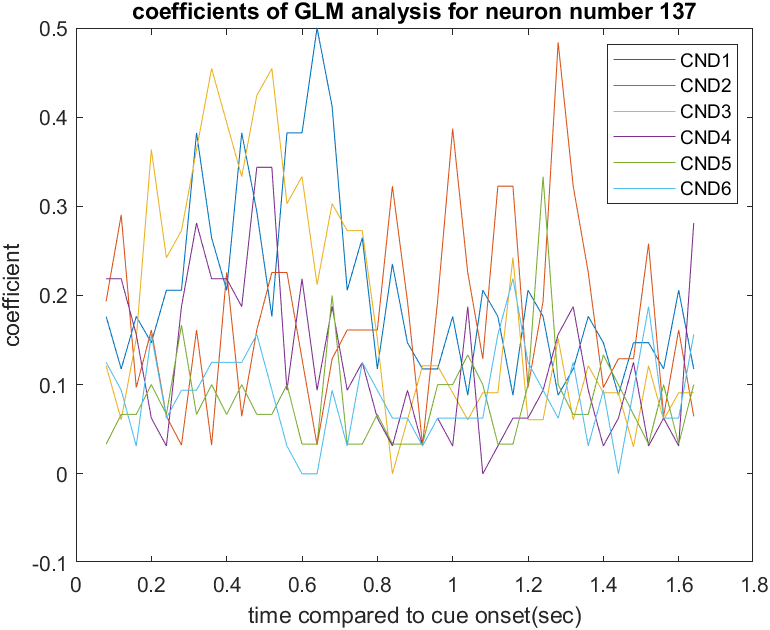 coefficients of GLM analysis for neuron number 137
0.5
0.4
0.3
0.2
0.1
0
-0.1
coefficient
CND1
CND2
CND3
CND4
CND5
CND6
0 0.2 0.4 0.6 0.8 1 1.2 1.4 1.6 1.8
time compared to cue onset(sec)